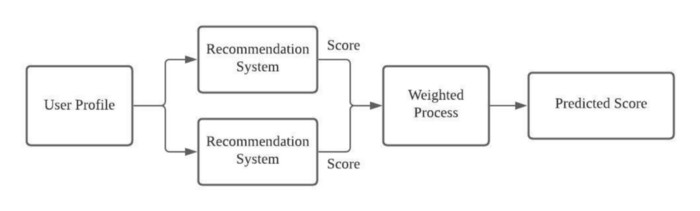 User Profile
Recommendation
System
Score
Recommendation
System
Score
Weighted
Process
Predicted Score